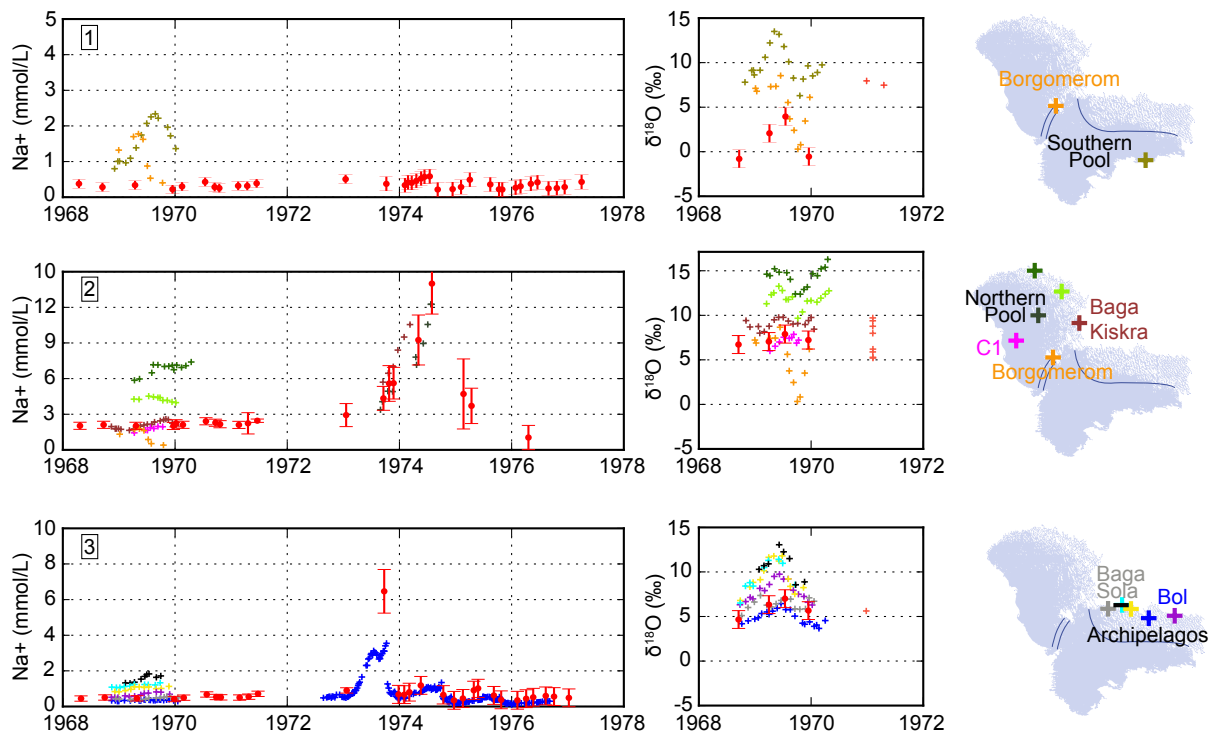 1
Na+ (mmol/L)
5
4
3
2
1
0
1968 1970 1972 1974 1976 1978
δ¹⁸O (‰)
15
10
5
0
−5
1968 1970 1972
Borgomerom
Southern
Pool
2
Na+ (mmol/L)
10
12
9
6
3
0
1968 1970 1972 1974 1976 1978
δ¹⁸O (‰)
15
10
5
0
−5
1968 1970 1972
Northern
Pool
Baga
Kiskra
C1
Borgomerom
3
Na+ (mmol/L)
10
8
6
4
2
0
1968 1970 1972 1974 1976 1978
δ¹⁸O (‰)
15
10
5
0
−5
1968 1970 1972
Baga
Sola
Bol
Archipelagos